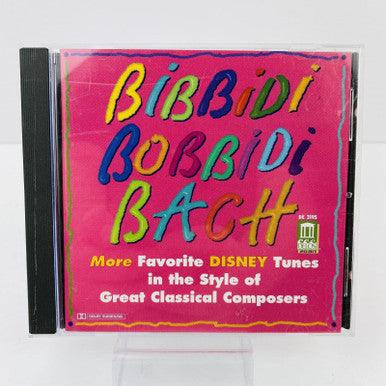 BiBBiDi
BOBBiDi
BACH
DE 3195
More Favorite DISNEY Tunes
in the Style of
Great Classical Composers